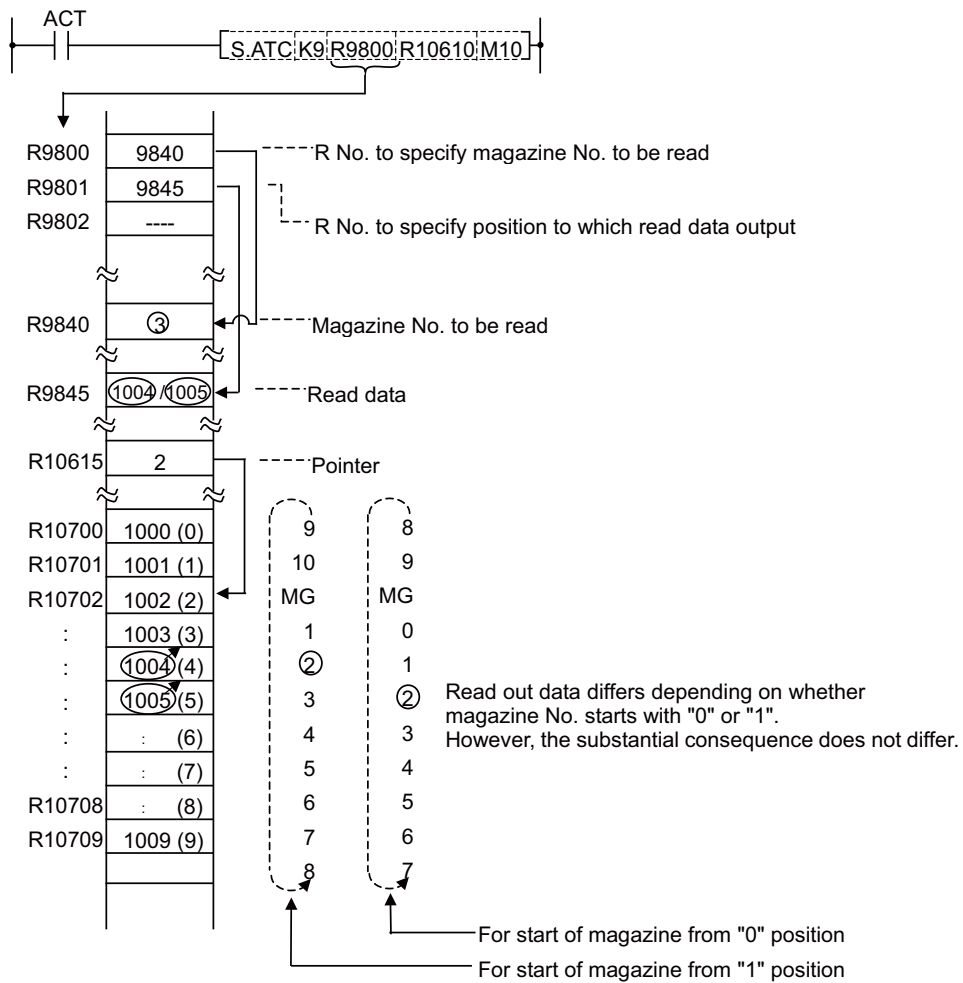 ACT
S.ATC K9 R9800 R10610 M10
R9800 9840 R No. to specify magazine No. to be read
R9801 9845
R9802 ---- R No. to specify position to which read data output
R9840 ③ Magazine No. to be read
R9845 1004 /1005 Read data
R10615 2 Pointer
R10700 1000 (0) 9 8
R10701 1001 (1) 10 9
R10702 1002 (2) MG MG
: 1003 (3) 1 0
: 1004 (4) ② 1
: 1005 (5) 3 ② Read out data differs depending on whether
magazine No. starts with "0" or "1".
: : (6) 4 3 However, the substantial consequence does not differ.
: : (7) 5 4
R10708 : (8) 6 5
R10709 1009 (9) 7 6
8 7
For start of magazine from "0" position
For start of magazine from "1" position